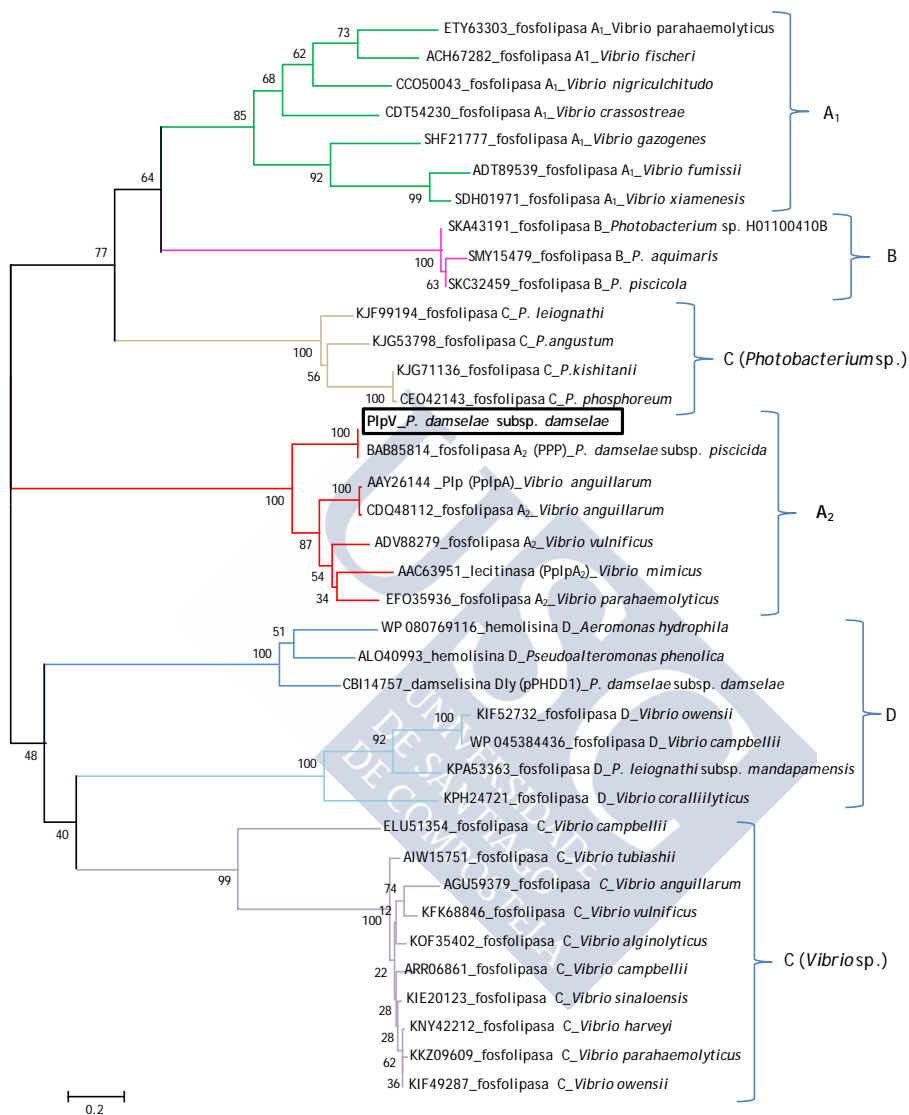 ETY63303_fosfolipasa A₁_Vibrio parahaemolyticus
ACH67282_fosfolipasa A1_Vibrio fischeri
CCO50043_fosfolipasa A₁_Vibrio nigriculchitudo
CDT54230_fosfolipasa A₁_Vibrio crassostreae
SHF21777_fosfolipasa A₁_Vibrio gazogenes
ADT89539_fosfolipasa A₁_Vibrio fumissii
SDH01971_fosfolipasa A₁_Vibrio xiamenesis
A₁
73
62
68
85
92
99
64
77
SKA43191_fosfolipasa B_Photobacterium sp. H01100410B
SMY15479_fosfolipasa B_P. aquimaris
SKC32459_fosfolipasa B_P. piscicola
B
100
63
KJF99194_fosfolipasa C_P. leiognathi
KJG53798_fosfolipasa C_P.angustum
KJG71136_fosfolipasa C_P.kishitanii
CEO42143_fosfolipasa C_P. phosphoreum
C (Photobacterium sp.)
100
56
100
PlpV_P. damselae subsp. damselae
BAB85814_fosfolipasa A₂ (PPP)_P. damselae subsp. piscicida
AAY26144 _Plp (PplpA)_Vibrio anguillarum
CDQ48112_fosfolipasa A₂_Vibrio anguillarum
ADV88279_fosfolipasa A₂_Vibrio vulnificus
AAC63951_lecitinasa (PplpA₂)_Vibrio mimicus
EFO35936_fosfolipasa A₂_Vibrio parahaemolyticus
A₂
100
100
100
87
54
34
WP 080769116_hemolisina D_Aeromonas hydrophila
ALO40993_hemolisina D_Pseudoalteromonas phenolica
CBI14757_damselisina Dly (pPHDD1)_P. damselae subsp. damselae
KIF52732_fosfolipasa D_Vibrio owensii
WP 045384436_fosfolipasa D_Vibrio campbellii
KPA53363_fosfolipasa D_P. leiognathi subsp. mandapamensis
KPH24721_fosfolipasa D_Vibrio coralliilyticus
D
51
100
100
92
100
48
40
ELU51354_fosfolipasa C_Vibrio campbellii
AIW15751_fosfolipasa C_Vibrio tubiashii
AGU59379_fosfolipasa C_Vibrio anguillarum
KFK68846_fosfolipasa C_Vibrio vulnificus
KOF35402_fosfolipasa C_Vibrio alginolyticus
ARR06861_fosfolipasa C_Vibrio campbellii
KIE20123_fosfolipasa C_Vibrio sinaloensis
KNY42212_fosfolipasa C_Vibrio harveyi
KKZ09609_fosfolipasa C_Vibrio parahaemolyticus
KIF49287_fosfolipasa C_Vibrio owensii
C (Vibrio sp.)
99
74
12
100
22
28
28
62
36
0.2
USC
UNIVERSIDADE
DE SANTIAGO
DE COMPOSTELA